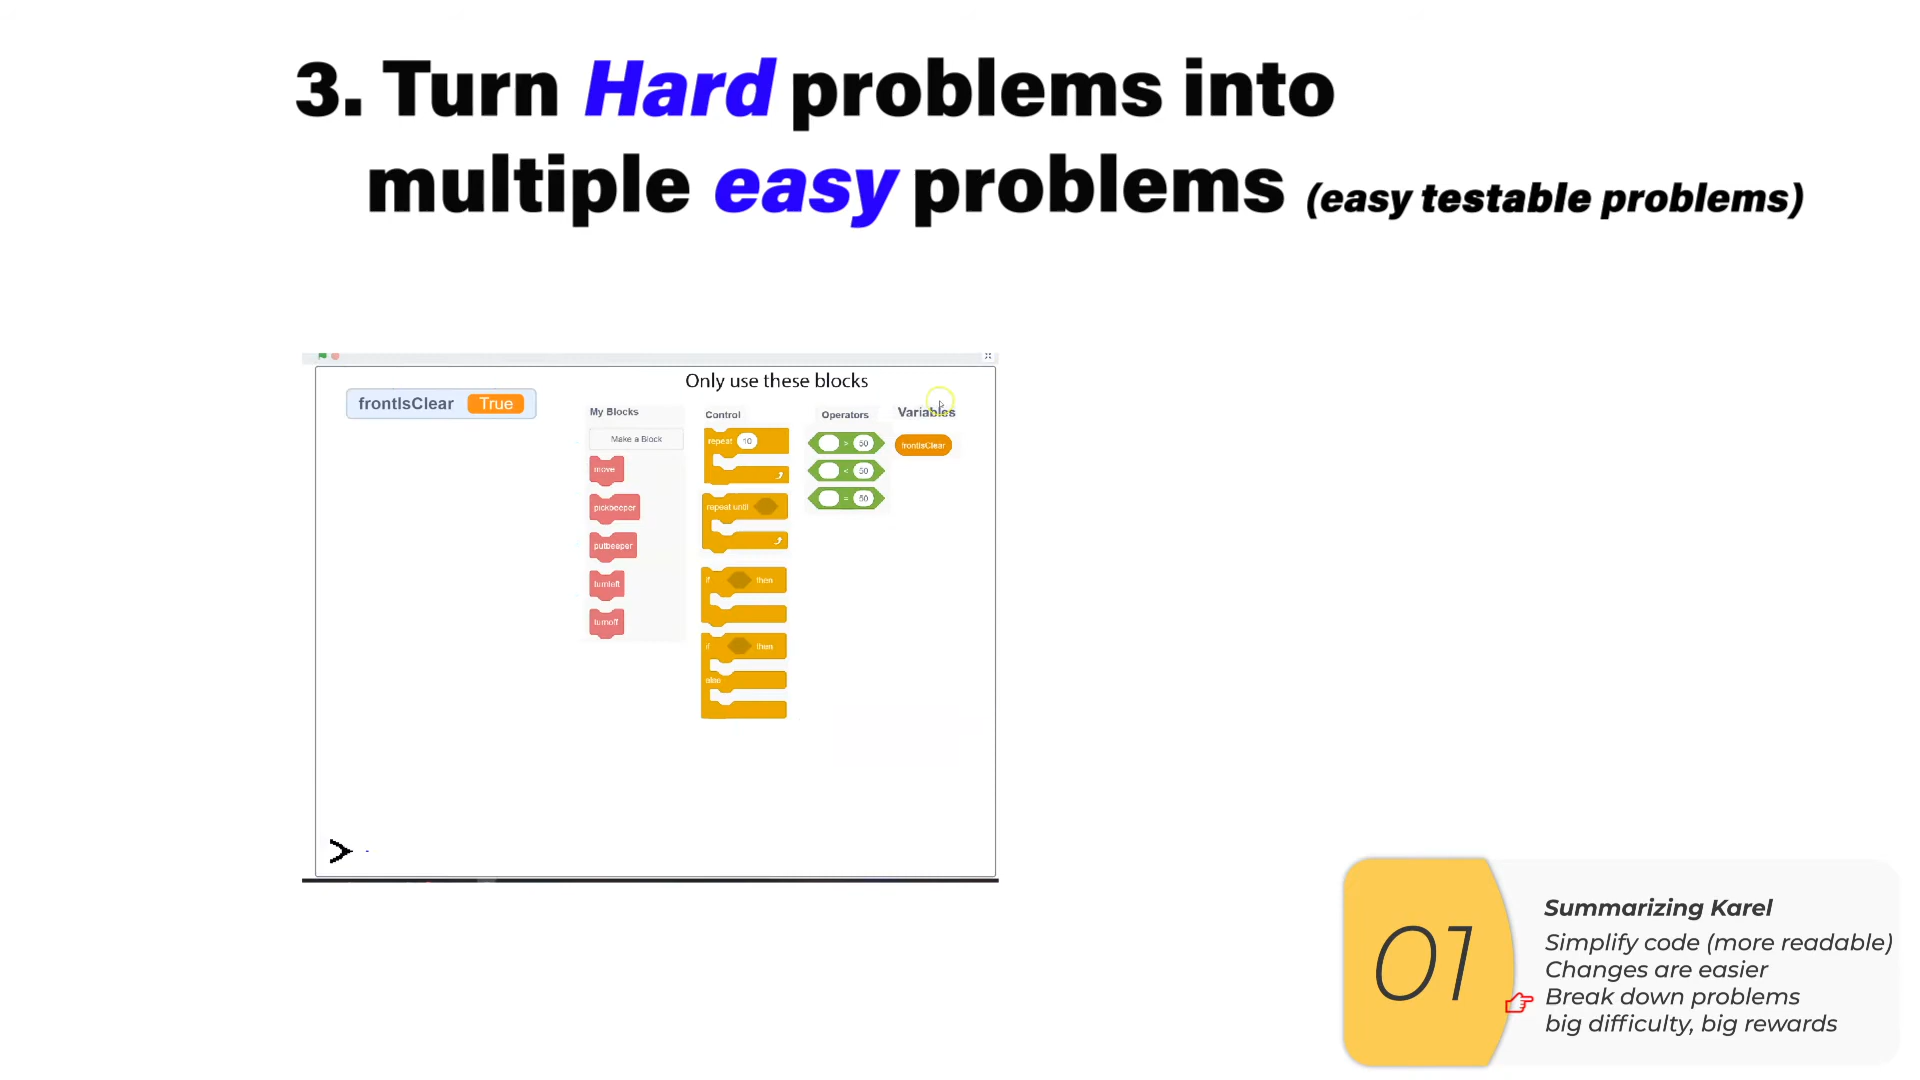 3. Turn Hard problems into
multiple easy problems (easy testable problems)
Only use these blocks
frontIsClear True
My Blocks
Make a Block
move
pickbeeper
putbeeper
turnleft
turnoff
Control
repeat 10
repeat until
if then
if then
else
Operators
> 50
< 50
= 50
Variables
frontIsClear
01
Summarizing Karel
Simplify code (more readable)
Changes are easier
Break down problems
big difficulty, big rewards